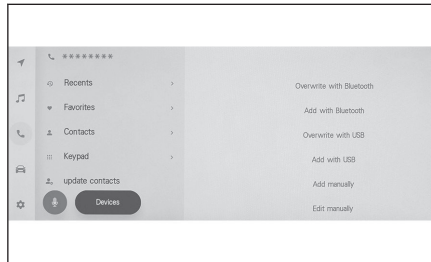 ********
Recents
Favorites
Contacts
Keypad
update contacts
Devices
Overwrite with Bluetooth
Add with Bluetooth
Overwrite with USB
Add with USB
Add manually
Edit manually